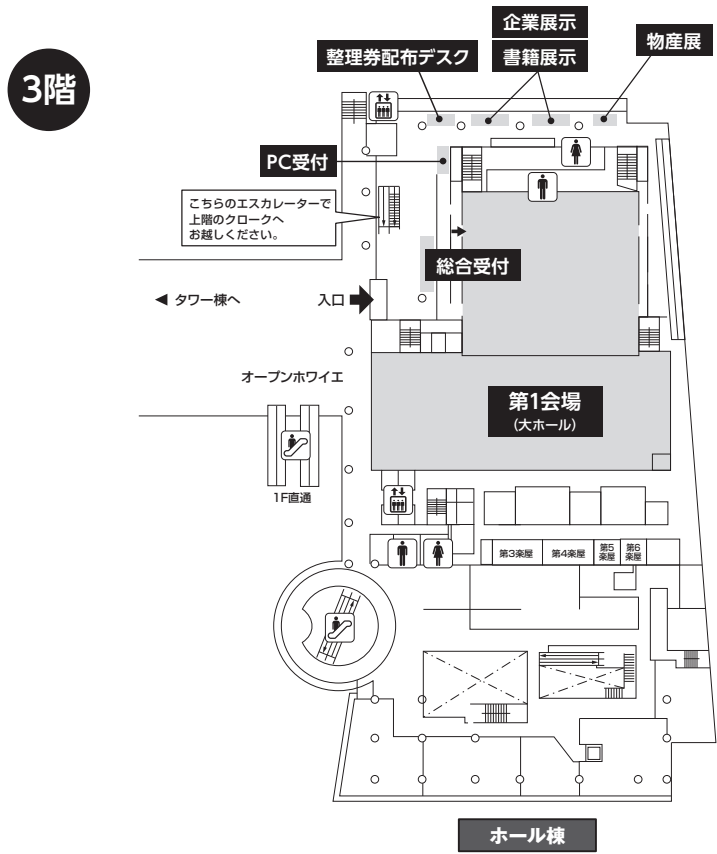 3階
企業展示
書籍展示
物産展
整理券配布デスク
PC受付
こちらのエスカレーターで
上階のクロークへ
お越しください。
総合受付
◀ タワー棟へ
入口
オープンホワイエ
第1会場
（大ホール）
1F直通
第3楽屋
第4楽屋
第5
楽屋
第6
楽屋
ホール棟